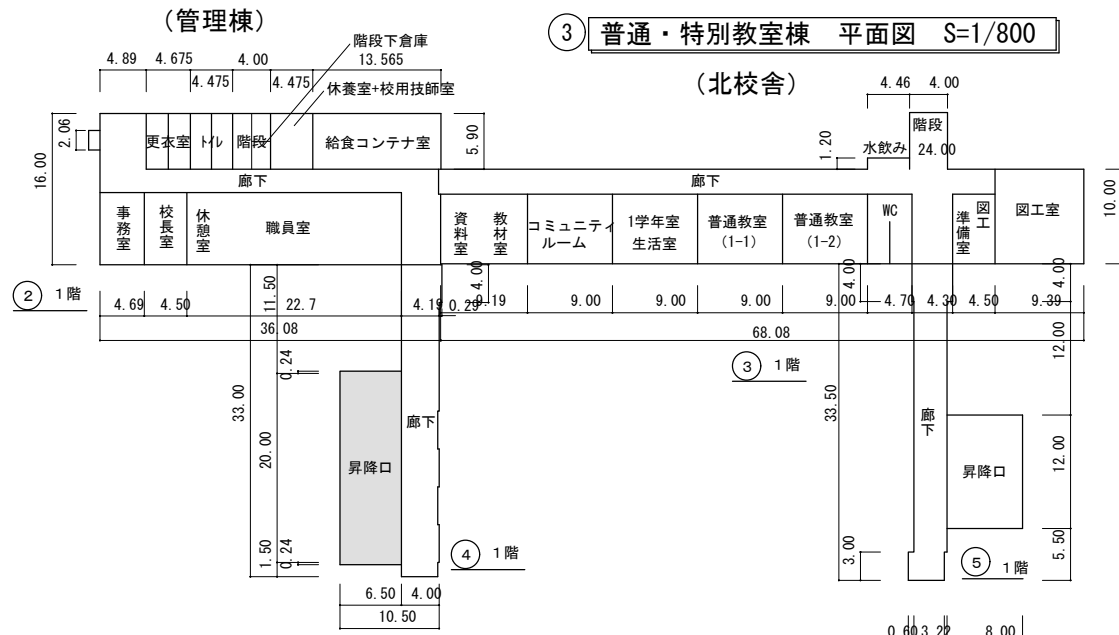 (管理棟)
③ 普通・特別教室棟 平面図 S=1/800
階段下倉庫
4.89 4.675 4.00 13.565
4.475 4.475
休養室+校用技師室
(北校舎)
4.46 4.00
2.06
16.00
更衣室 トイレ 階段 給食コンテナ室
5.90
1.20
水飲み
階段
24.00
廊下
廊下
10.00
事務室
校長室
休憩室
職員室
資料室
教材室
コミュニティ
ルーム
1学年室
生活室
普通教室
(1-1)
普通教室
(1-2)
WC
準備室
図工
図工室
② 1階
11.50
4.00
4.00
4.00
4.69 4.50 22.7 4.19 0.29 9.19 9.00 9.00 9.00 9.00 4.70 4.30 4.50 9.39
36.08
68.08
③ 1階
0.24
33.00
20.00
昇降口
廊下
33.50
廊下
12.00
12.00
昇降口
1.50
0.24
④ 1階
3.00
⑤ 1階
5.50
6.50 4.00
10.50
0.60 3.22 8.00